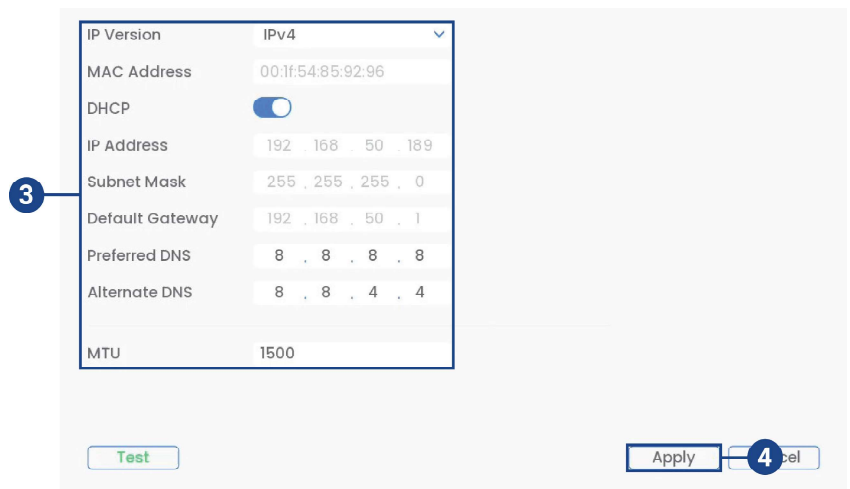 IP Version IPv4
MAC Address 00:1f:54:85:92:96
DHCP
IP Address 192 . 168 . 50 . 189
3 Subnet Mask 255 . 255 . 255 . 0
Default Gateway 192 . 168 . 50 . 1
Preferred DNS 8 . 8 . 8 . 8
Alternate DNS 8 . 8 . 4 . 4
MTU 1500
Test Apply 4 cel